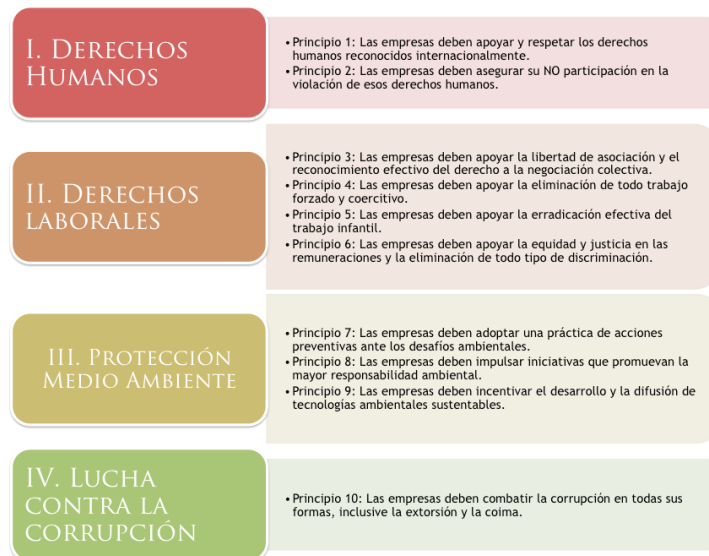 I. DERECHOS
HUMANOS
• Principio 1: Las empresas deben apoyar y respetar los derechos
humanos reconocidos internacionalmente.
• Principio 2: Las empresas deben asegurar su NO participación en la
violación de esos derechos humanos.
II. DERECHOS
LABORALES
• Principio 3: Las empresas deben apoyar la libertad de asociación y el
reconocimiento efectivo del derecho a la negociación colectiva.
• Principio 4: Las empresas deben apoyar la eliminación de todo trabajo
forzado y coercitivo.
• Principio 5: Las empresas deben apoyar la erradicación efectiva del
trabajo infantil.
• Principio 6: Las empresas deben apoyar la equidad y justicia en las
remuneraciones y la eliminación de todo tipo de discriminación.
III. PROTECCIÓN
MEDIO AMBIENTE
• Principio 7: Las empresas deben adoptar una práctica de acciones
preventivas ante los desafíos ambientales.
• Principio 8: Las empresas deben impulsar iniciativas que promuevan la
mayor responsabilidad ambiental.
• Principio 9: Las empresas deben incentivar el desarrollo y la difusión de
tecnologías ambientales sustentables.
IV. LUCHA
CONTRA LA
CORRUPCIÓN
• Principio 10: Las empresas deben combatir la corrupción en todas sus
formas, inclusive la extorsión y la coima.